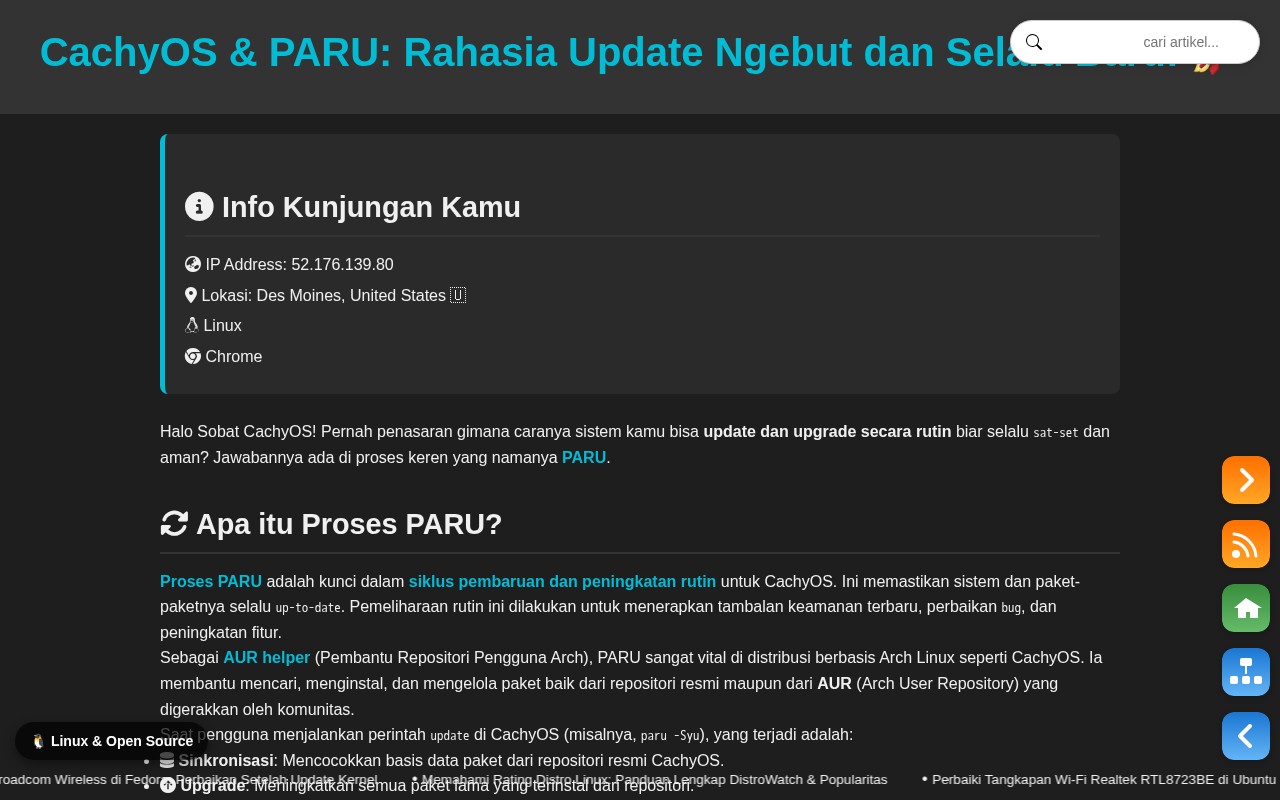 CachyOS & PARU: Rahasia Update Ngebut dan
cari artikel...
Info Kunjungan Kamu
IP Address: 52.176.139.80
Lokasi: Des Moines, United States 🇺
Linux
Chrome
Halo Sobat CachyOS! Pernah penasaran gimana caranya sistem kamu bisa update dan upgrade secara rutin biar selalu sat-set dan
aman? Jawabannya ada di proses keren yang namanya PARU.
Apa itu Proses PARU?
Proses PARU adalah kunci dalam siklus pembaruan dan peningkatan rutin untuk CachyOS. Ini memastikan sistem dan paket-
paketnya selalu up-to-date. Pemeliharaan rutin ini dilakukan untuk menerapkan tambalan keamanan terbaru, perbaikan bug, dan
peningkatan fitur.
Sebagai AUR helper (Pembantu Repositori Pengguna Arch), PARU sangat vital di distribusi berbasis Arch Linux seperti CachyOS. Ia
membantu mencari, menginstal, dan mengelola paket baik dari repositori resmi maupun dari AUR (Arch User Repository) yang
digerakkan oleh komunitas.
Saat pengguna menjalankan perintah update di CachyOS (misalnya, paru -Syu), yang terjadi adalah:
🐧 Linux & Open Source
• Sinkronisasi: Mencocokkan basis data paket dari repositori resmi CachyOS.
roadcom Wireless di Fedora: Perbaikan Setelah Update Kernel • Memahami Rating Distro Linux: Panduan Lengkap DistroWatch & Popularitas • Perbaiki Tangkapan Wi-Fi Realtek RTL8723BE di Ubuntu
• Upgrade: Meningkatkan semua paket lama yang terinstal dari repositori.